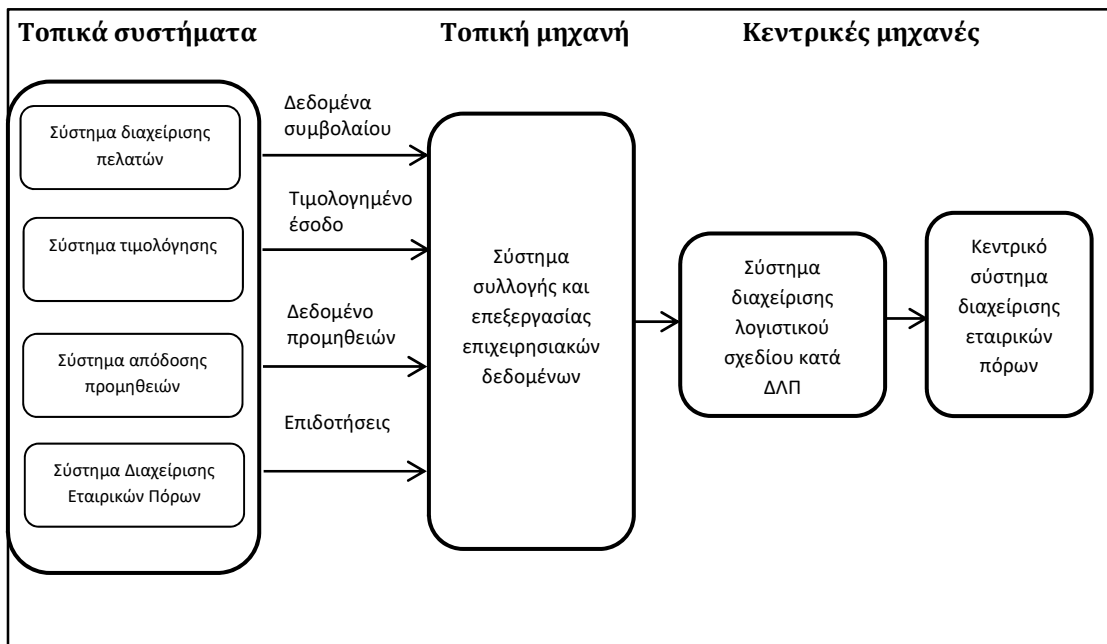 Τοπικά συστήματα
Τοπική μηχανή
Κεντρικές μηχανές
Σύστημα διαχείρισης
πελατών
Σύστημα τιμολόγησης
Σύστημα απόδοσης
προμηθειών
Σύστημα Διαχείρισης
Εταιρικών Πόρων
Δεδομένα
συμβολαίου
Τιμολογημένο
έσοδο
Δεδομένο
προμηθειών
Επιδοτήσεις
Σύστημα
συλλογής και
επεξεργασίας
επιχειρησιακών
δεδομένων
Σύστημα
διαχείρισης
λογιστικού
σχεδίου κατά
ΔΛΠ
Κεντρικό
σύστημα
διαχείρισης
εταιρικών
πόρων